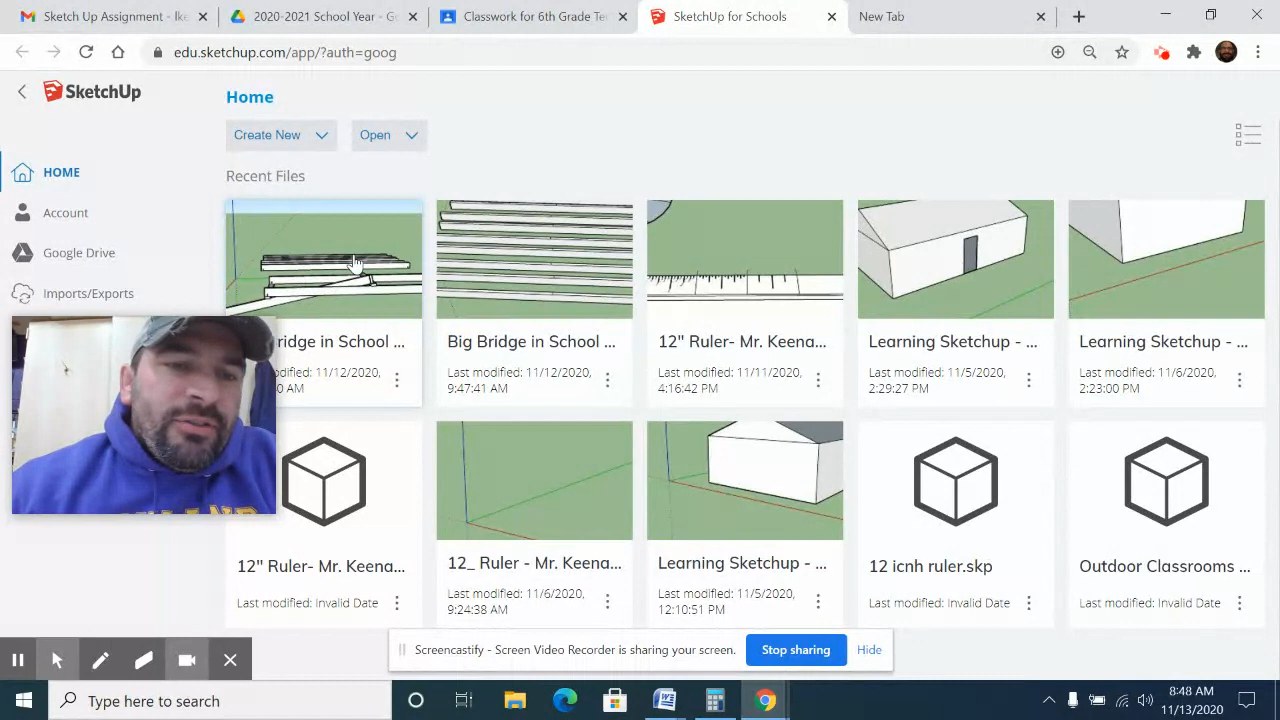 Sketch Up Assignment - Ike
2020-2021 School Year - G
Classwork for 6th Grade Te
SketchUp for Schools
New Tab
edu.sketchup.com/app/?auth=goog
SketchUp
Home
Create New
Open
HOME
Recent Files
Account
Google Drive
Imports/Exports
ridge in School ...
Big Bridge in School ...
12" Ruler- Mr. Keena...
Learning Sketchup - ...
Learning Sketchup - ...
modified: 11/12/2020,
Last modified: 11/12/2020,
9:47:41 AM
Last modified: 11/11/2020,
4:16:42 PM
Last modified: 11/5/2020,
2:29:27 PM
Last modified: 11/6/2020,
2:23:00 PM
12" Ruler- Mr. Keena...
12_ Ruler - Mr. Keena...
Learning Sketchup - ...
12 icnh ruler.skp
Outdoor Classrooms ...
Last modified: Invalid Date
Last modified: 11/6/2020,
9:24:38 AM
Last modified: 11/5/2020,
12:10:51 PM
Last modified: Invalid Date
Last modified: Invalid Date
Screencastify - Screen Video Recorder is sharing your screen.
Stop sharing
Hide
Type here to search
8:48 AM
11/13/2020